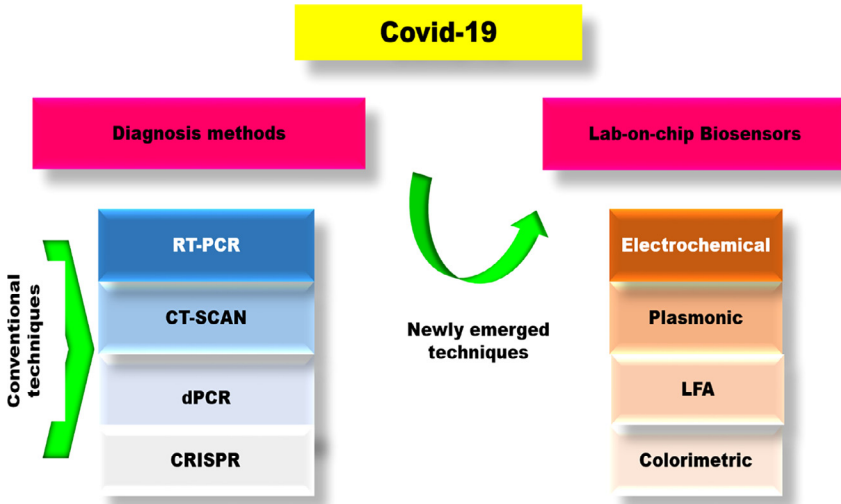 Covid-19
Diagnosis methods
Lab-on-chip Biosensors
Conventional
techniques
RT-PCR
CT-SCAN
dPCR
CRISPR
Newly emerged
techniques
Electrochemical
Plasmonic
LFA
Colorimetric